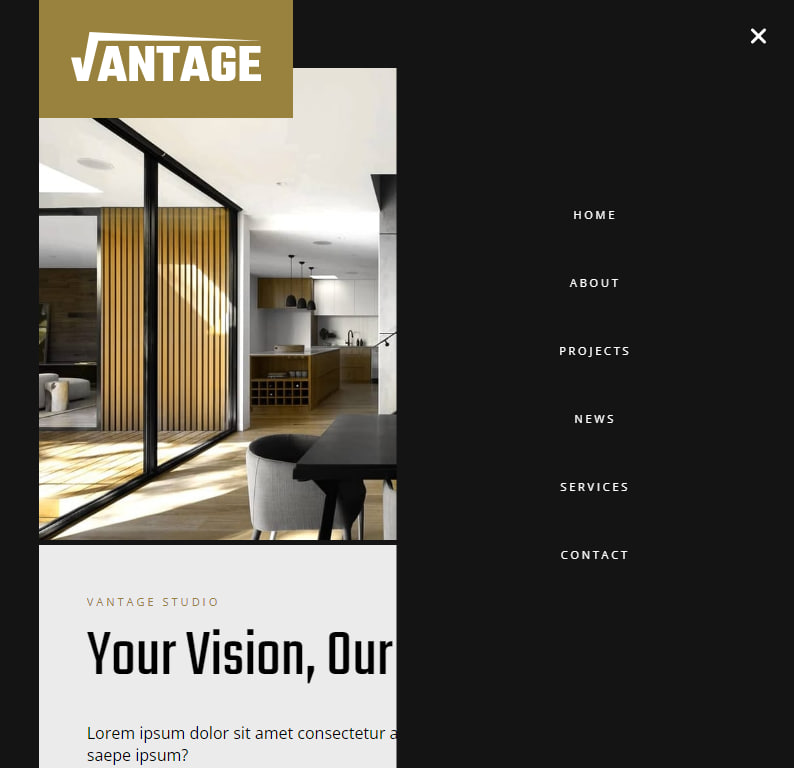 VANTAGE
HOME
ABOUT
PROJECTS
NEWS
SERVICES
CONTACT
VANTAGE STUDIO
Your Vision, Our
Lorem ipsum dolor sit amet consectetur a
saepe ipsum?